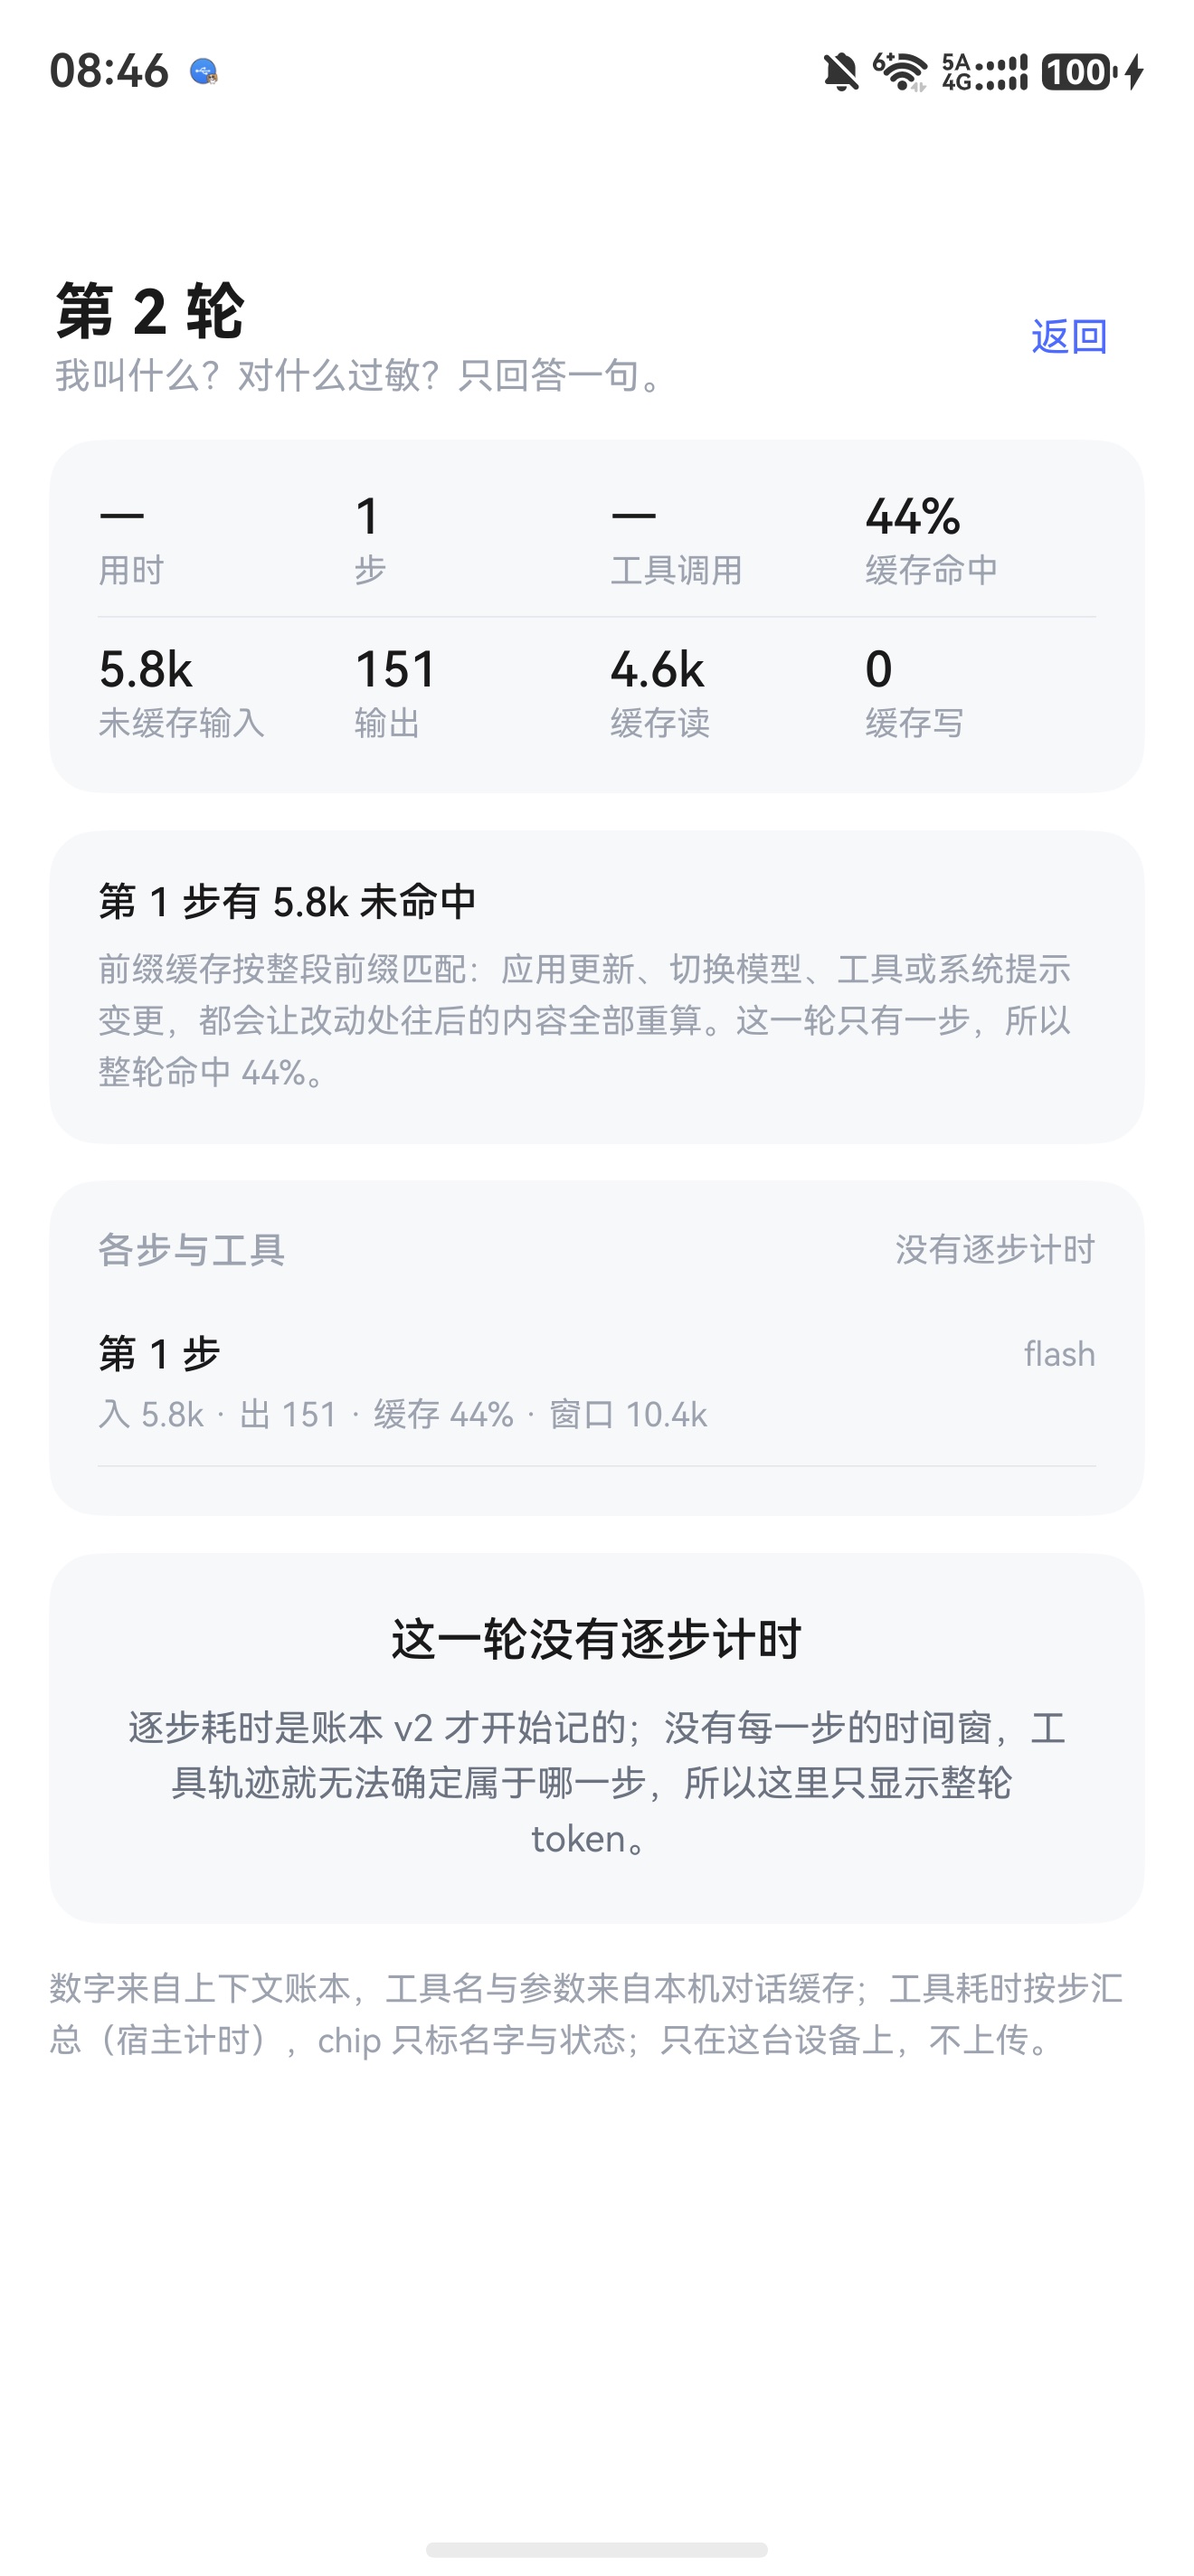 08:46
6+ 5A 4G 100
第 2 轮
返回
我叫什么？对什么过敏？只回答一句。
— 1 — 44%
用时 步 工具调用 缓存命中
5.8k 151 4.6k 0
未缓存输入 输出 缓存读 缓存写
第 1 步有 5.8k 未命中
前缀缓存按整段前缀匹配：应用更新、切换模型、工具或系统提示
变更，都会让改动处往后的内容全部重算。这一轮只有一步，所以
整轮命中 44%。
各步与工具 没有逐步计时
第 1 步 flash
入 5.8k · 出 151 · 缓存 44% · 窗口 10.4k
这一轮没有逐步计时
逐步耗时是账本 v2 才开始记的；没有每一步的时间窗，工
具轨迹就无法确定属于哪一步，所以这里只显示整轮
token。
数字来自上下文账本，工具名与参数来自本机对话缓存；工具耗时按步汇
总（宿主计时），chip 只标名字与状态；只在这台设备上，不上传。